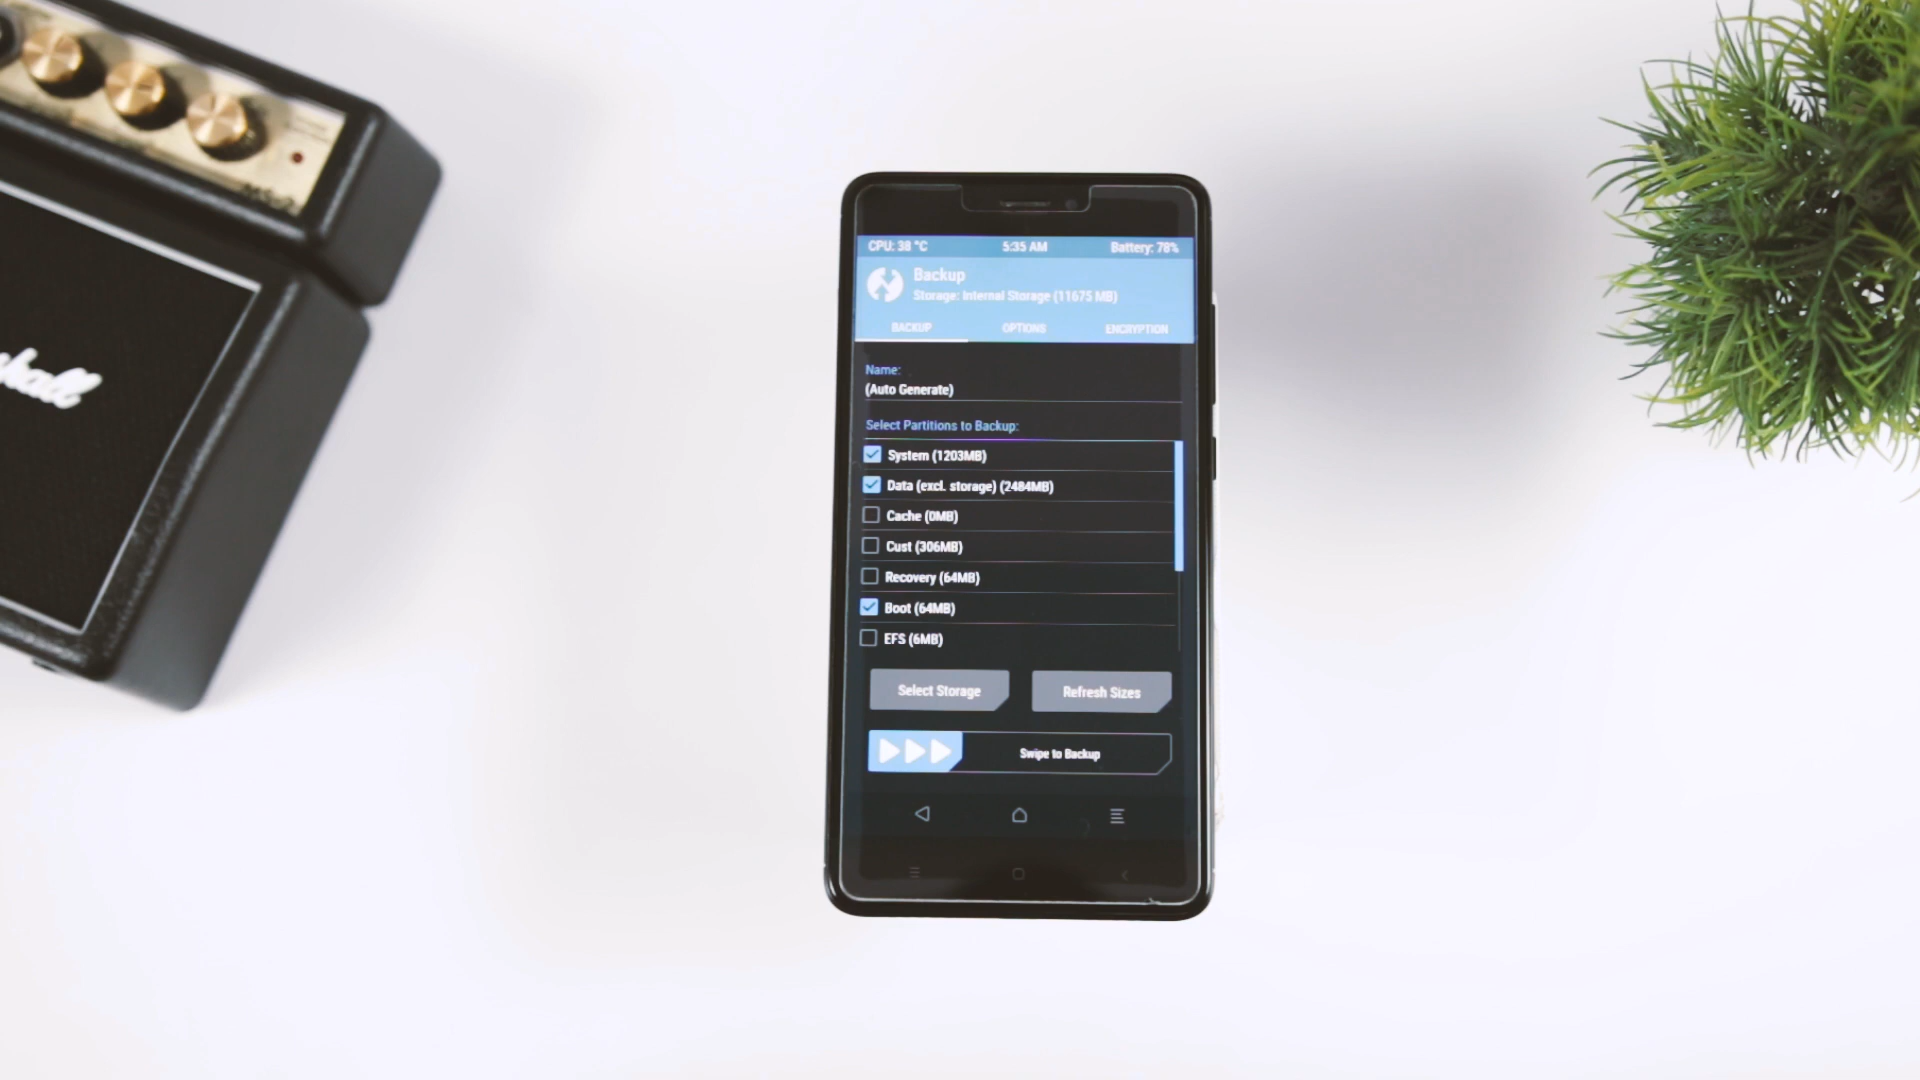 CPU: 38 °C 5:35 AM Battery: 78%
Backup
Storage: Internal Storage (11675 MB)
BACKUP OPTIONS ENCRYPTION
Name:
(Auto Generate)
Select Partitions to Backup:
System (1203MB)
Data (excl. storage) (2484MB)
Cache (0MB)
Cust (306MB)
Recovery (64MB)
Boot (64MB)
EFS (6MB)
Select Storage Refresh Sizes
Swipe to Backup
shall